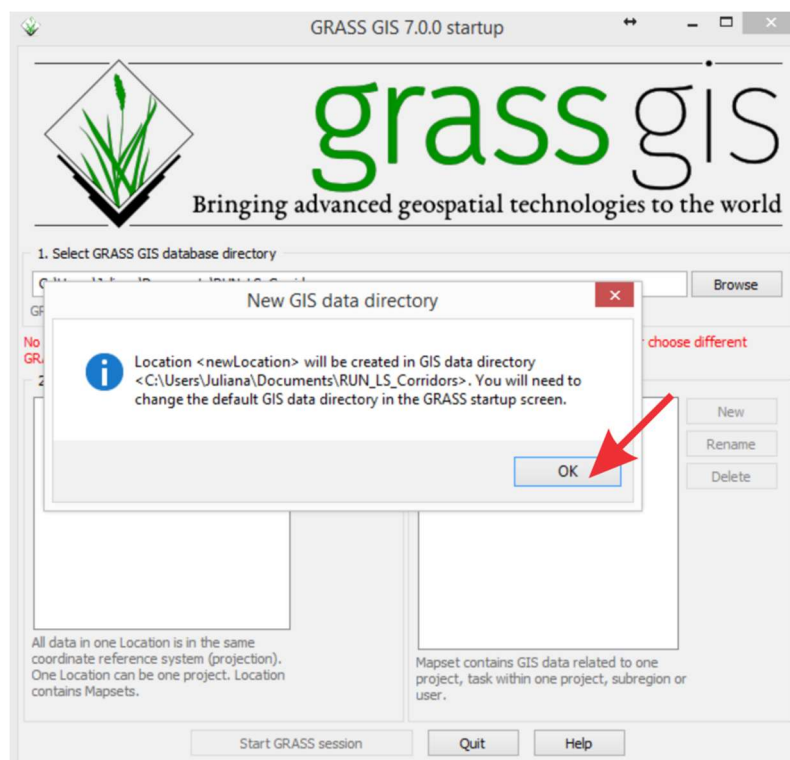 GRASS GIS 7.0.0 startup
grass gis
Bringing advanced geospatial technologies to the world
1. Select GRASS GIS database directory
Browse
New GIS data directory
No
choose different
Location <newLocation> will be created in GIS data directory
<C:\Users\Juliana\Documents\RUN_LS_Corridors>. You will need to
change the default GIS data directory in the GRASS startup screen.
OK
2
New
Rename
Delete
All data in one Location is in the same
coordinate reference system (projection).
One Location can be one project. Location
contains Mapsets.
Mapset contains GIS data related to one
project, task within one project, subregion or
user.
Start GRASS session
Quit
Help